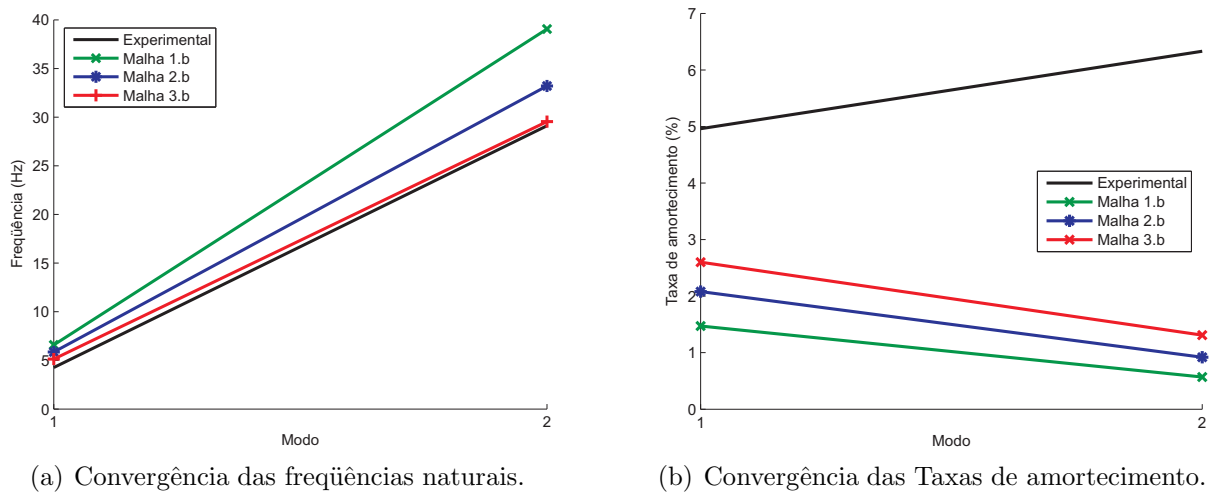 40
35
30
25
20
15
10
5
0
Freqüência (Hz)
Experimental
Malha 1.b
Malha 2.b
Malha 3.b
1
2
Modo
(a) Convergência das freqüências naturais.
7
6
5
4
3
2
1
0
Taxa de amortecimento (%)
Experimental
Malha 1.b
Malha 2.b
Malha 3.b
1
2
Modo
(b) Convergência das Taxas de amortecimento.